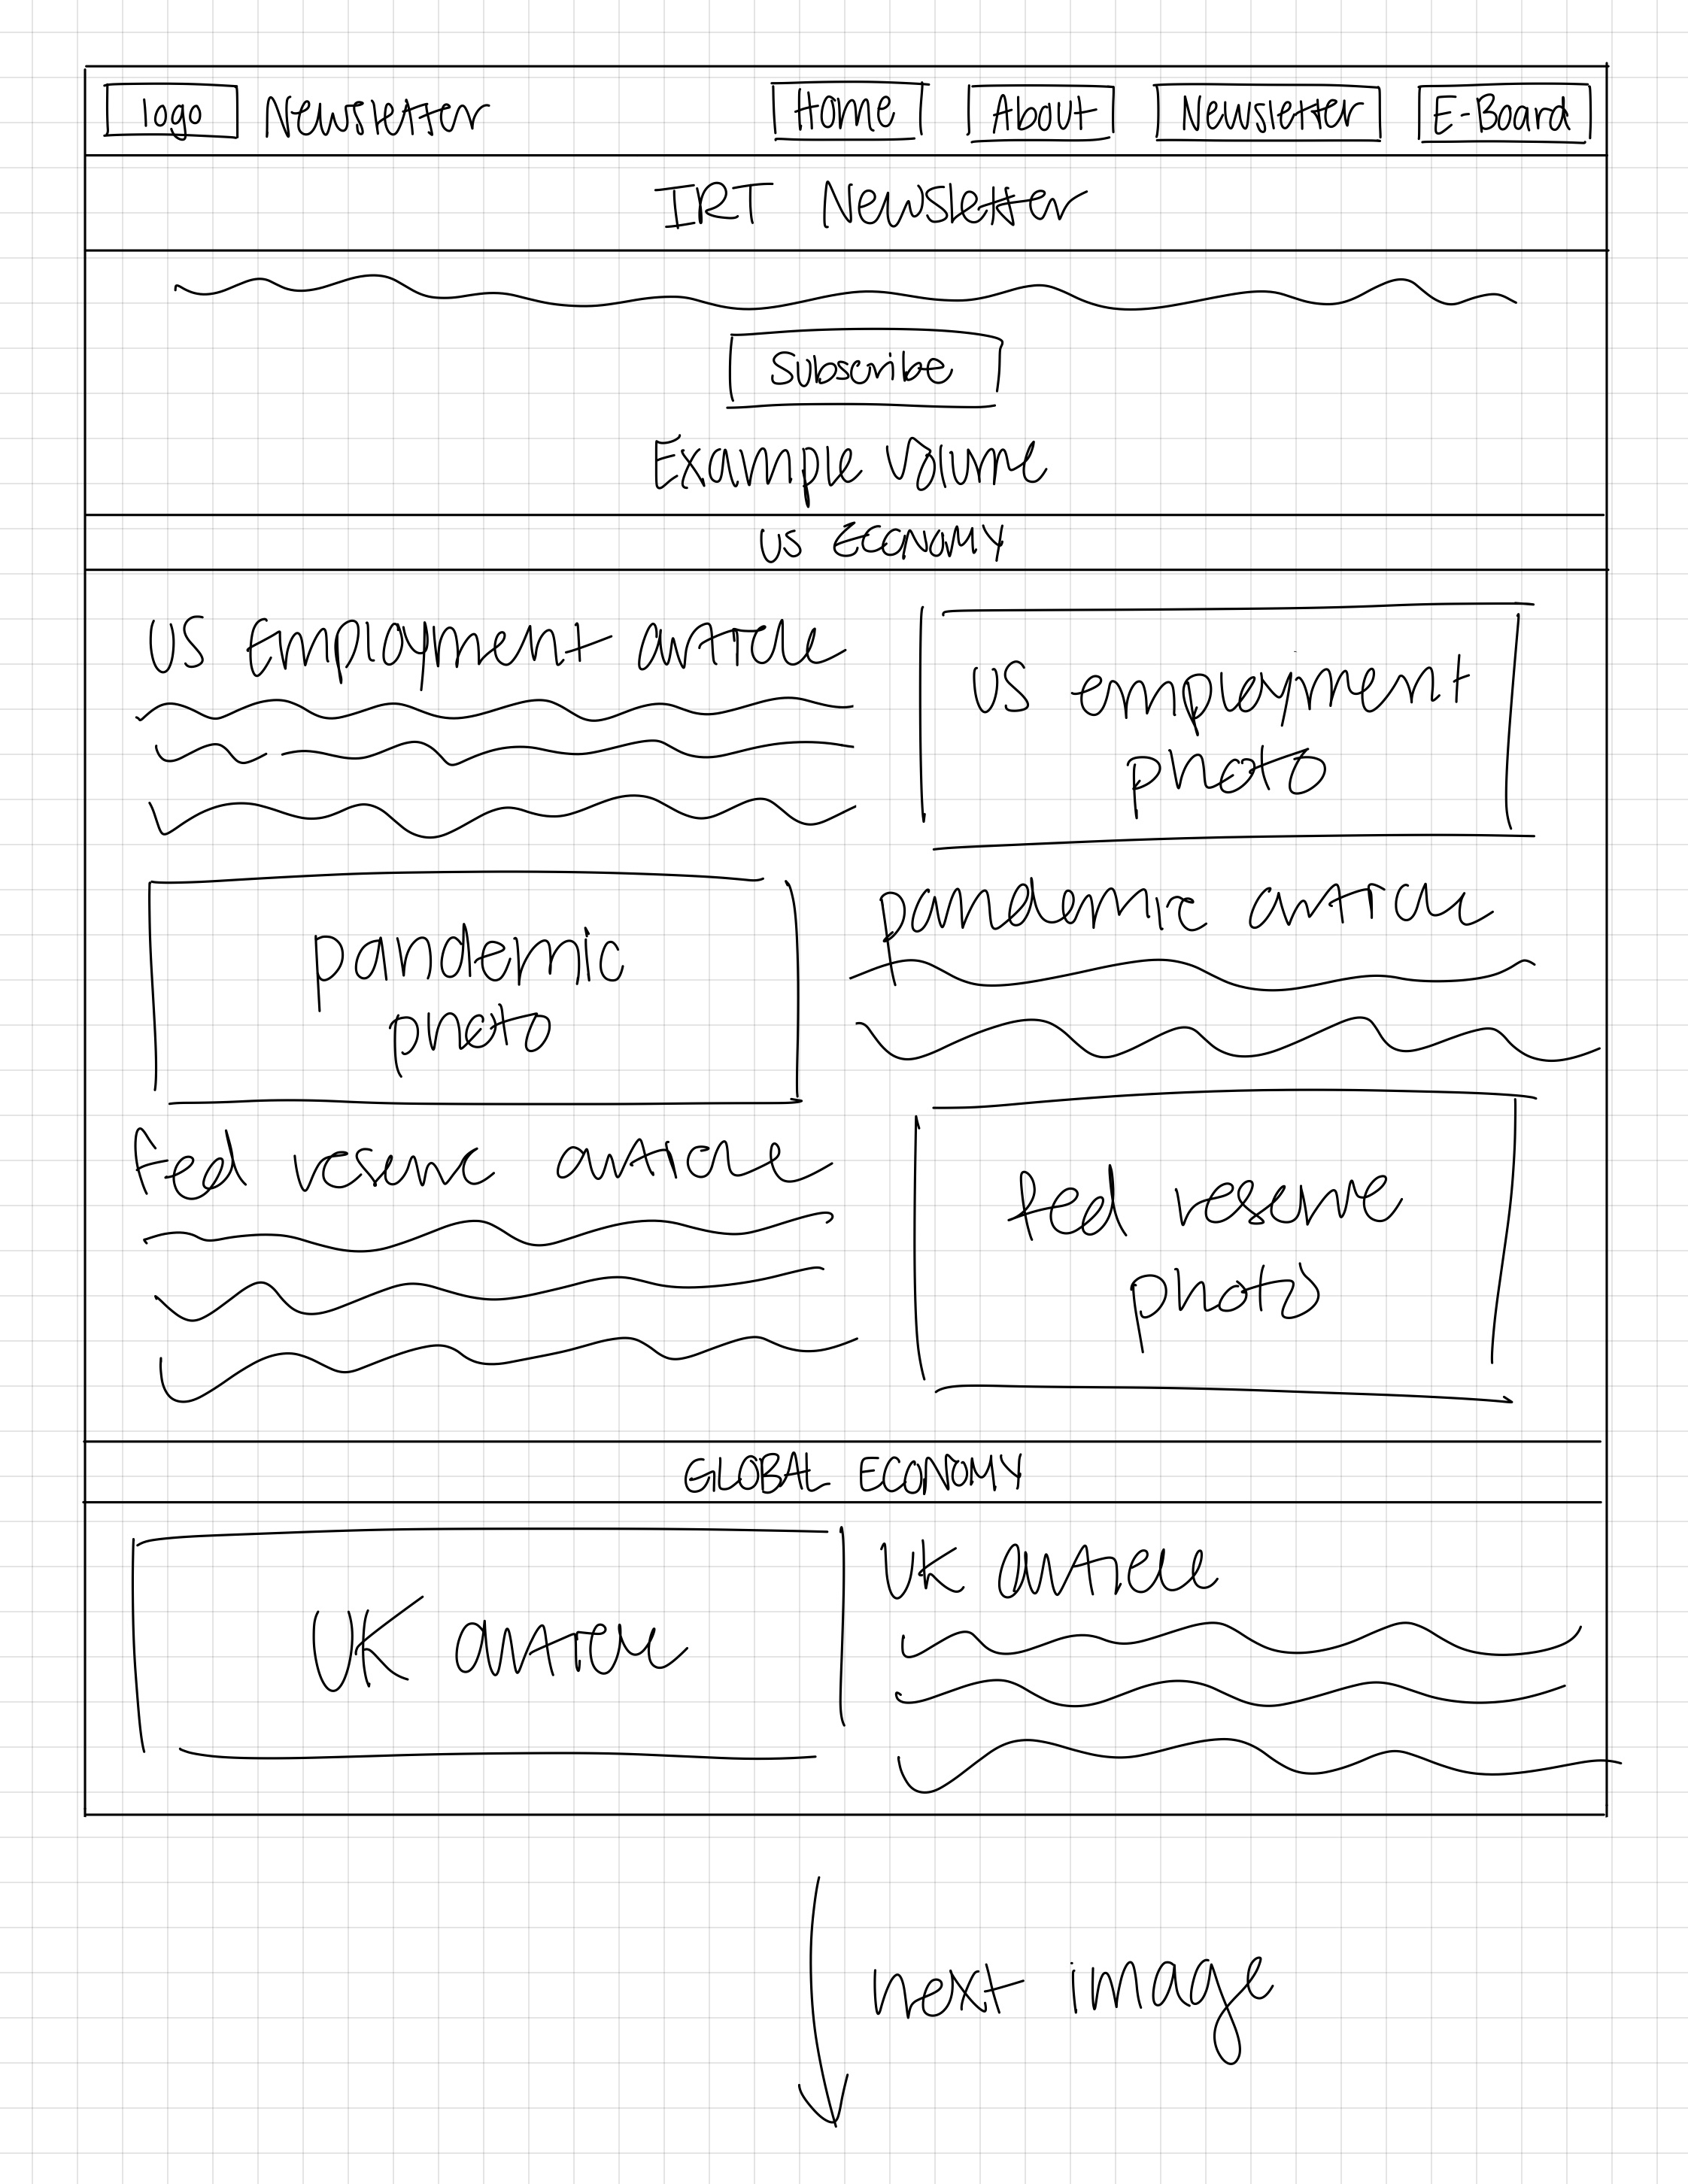 logo Newsletter Home About Newsletter E-Board
IRT Newsletter
Subscribe
Example Volume
US ECONOMY
US Employment article
US employment
photo
pandemic
photo
pandemic article
fed reserve article
fed reserve
photo
GLOBAL ECONOMY
UK article
UK article
next image